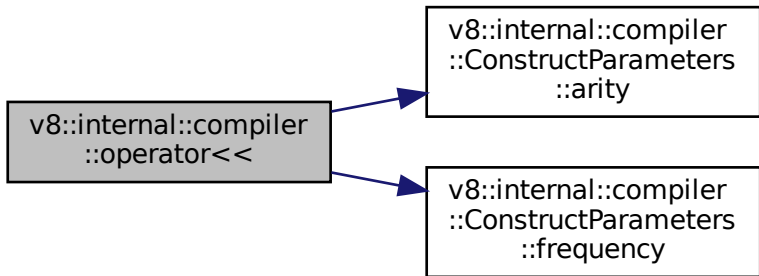 v8::internal::compiler
::operator<<
v8::internal::compiler
::ConstructParameters
::arity
v8::internal::compiler
::ConstructParameters
::frequency